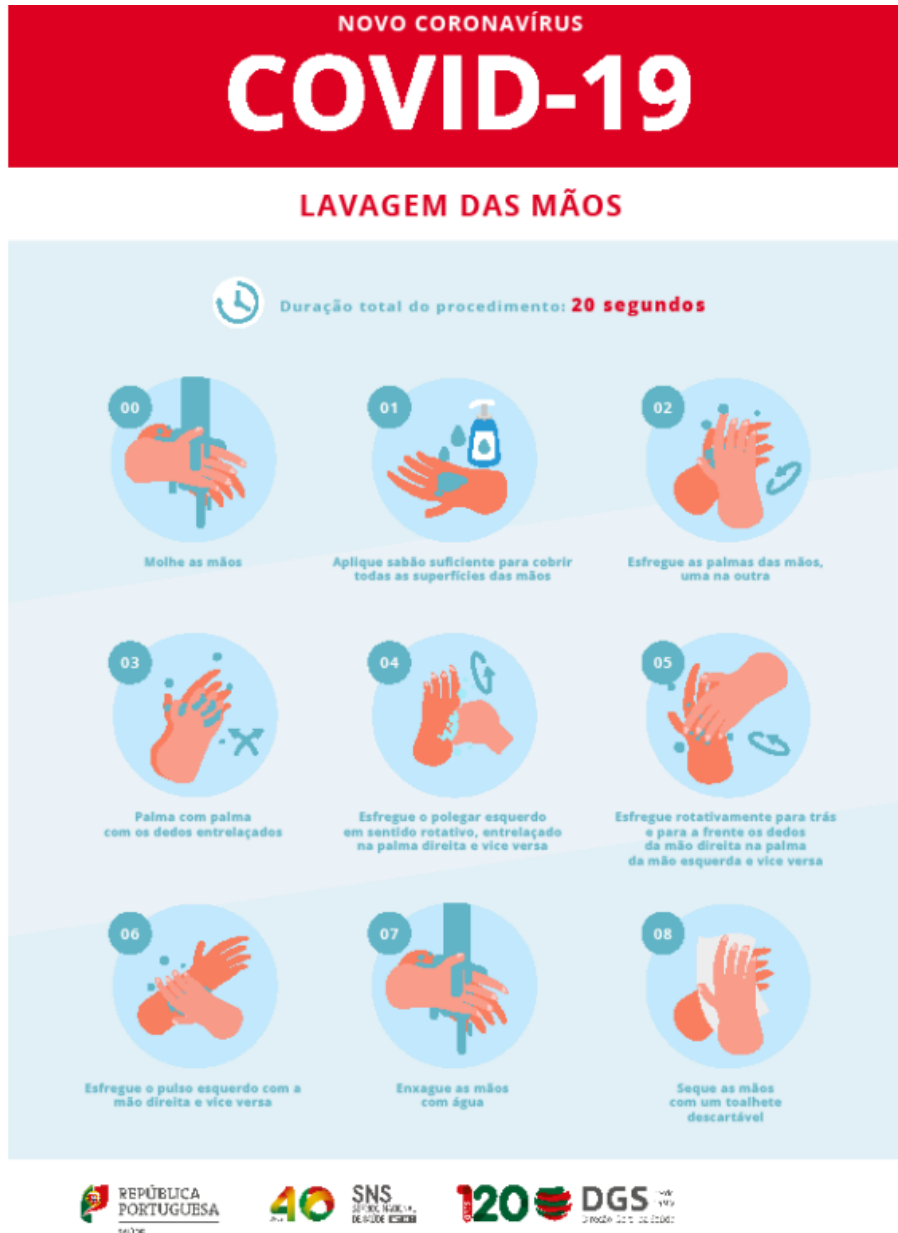 NOVO CORONAVÍRUS
COVID-19
LAVAGEM DAS MÃOS
Duração total do procedimento: 20 segundos
00
Molhe as mãos
01
Aplique sabão suficiente para cobrir
todas as superfícies das mãos
02
Esfregue as palmas das mãos,
uma na outra
03
Palma com palma
com os dedos entrelaçados
04
Esfregue o polegar esquerdo
em sentido rotativo, entrelaçado
na palma direita e vice versa
05
Esfregue rotativamente para trás
e para a frente os dedos
da mão direita na palma
da mão esquerda e vice versa
06
Esfregue o pulso esquerdo com a
mão direita e vice versa
07
Enxague as mãos
com água
08
Seque as mãos
com um toalhete
descartável
REPÚBLICA
PORTUGUESA
40
SNS
120
DGS